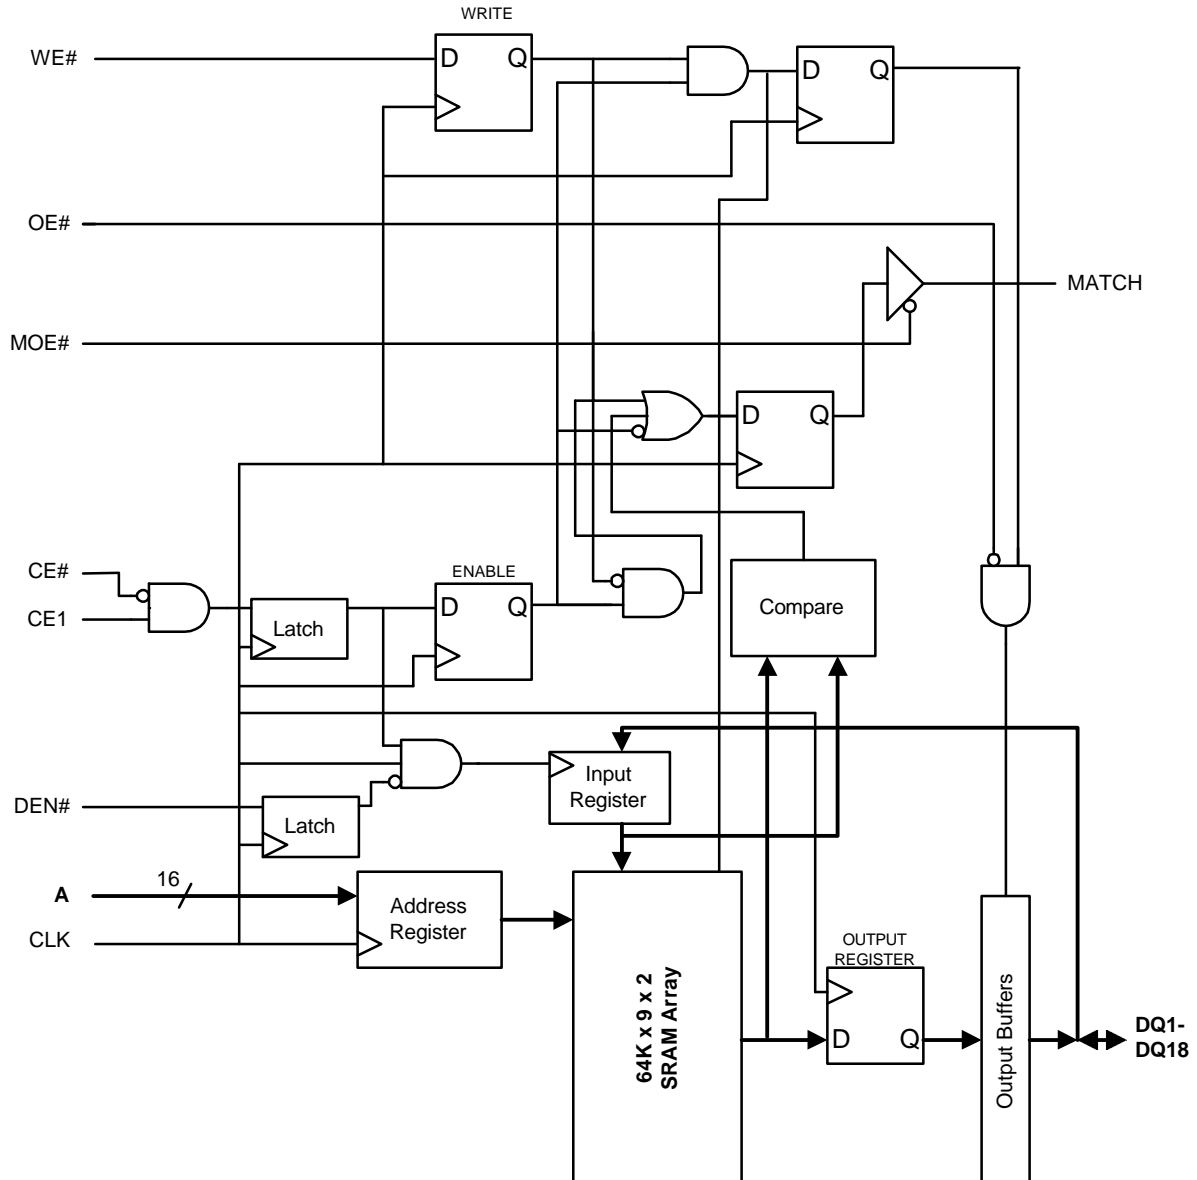 WRITE
WE#
D
Q
D
Q
OE#
MATCH
MOE#
D
Q
CE#
CE1
Latch
ENABLE
D
Q
Compare
Input
Register
DEN#
Latch
A
16
Address
Register
CLK
64K x 9 x 2
SRAM Array
OUTPUT
REGISTER
D
Q
Output Buffers
DQ1-
DQ18